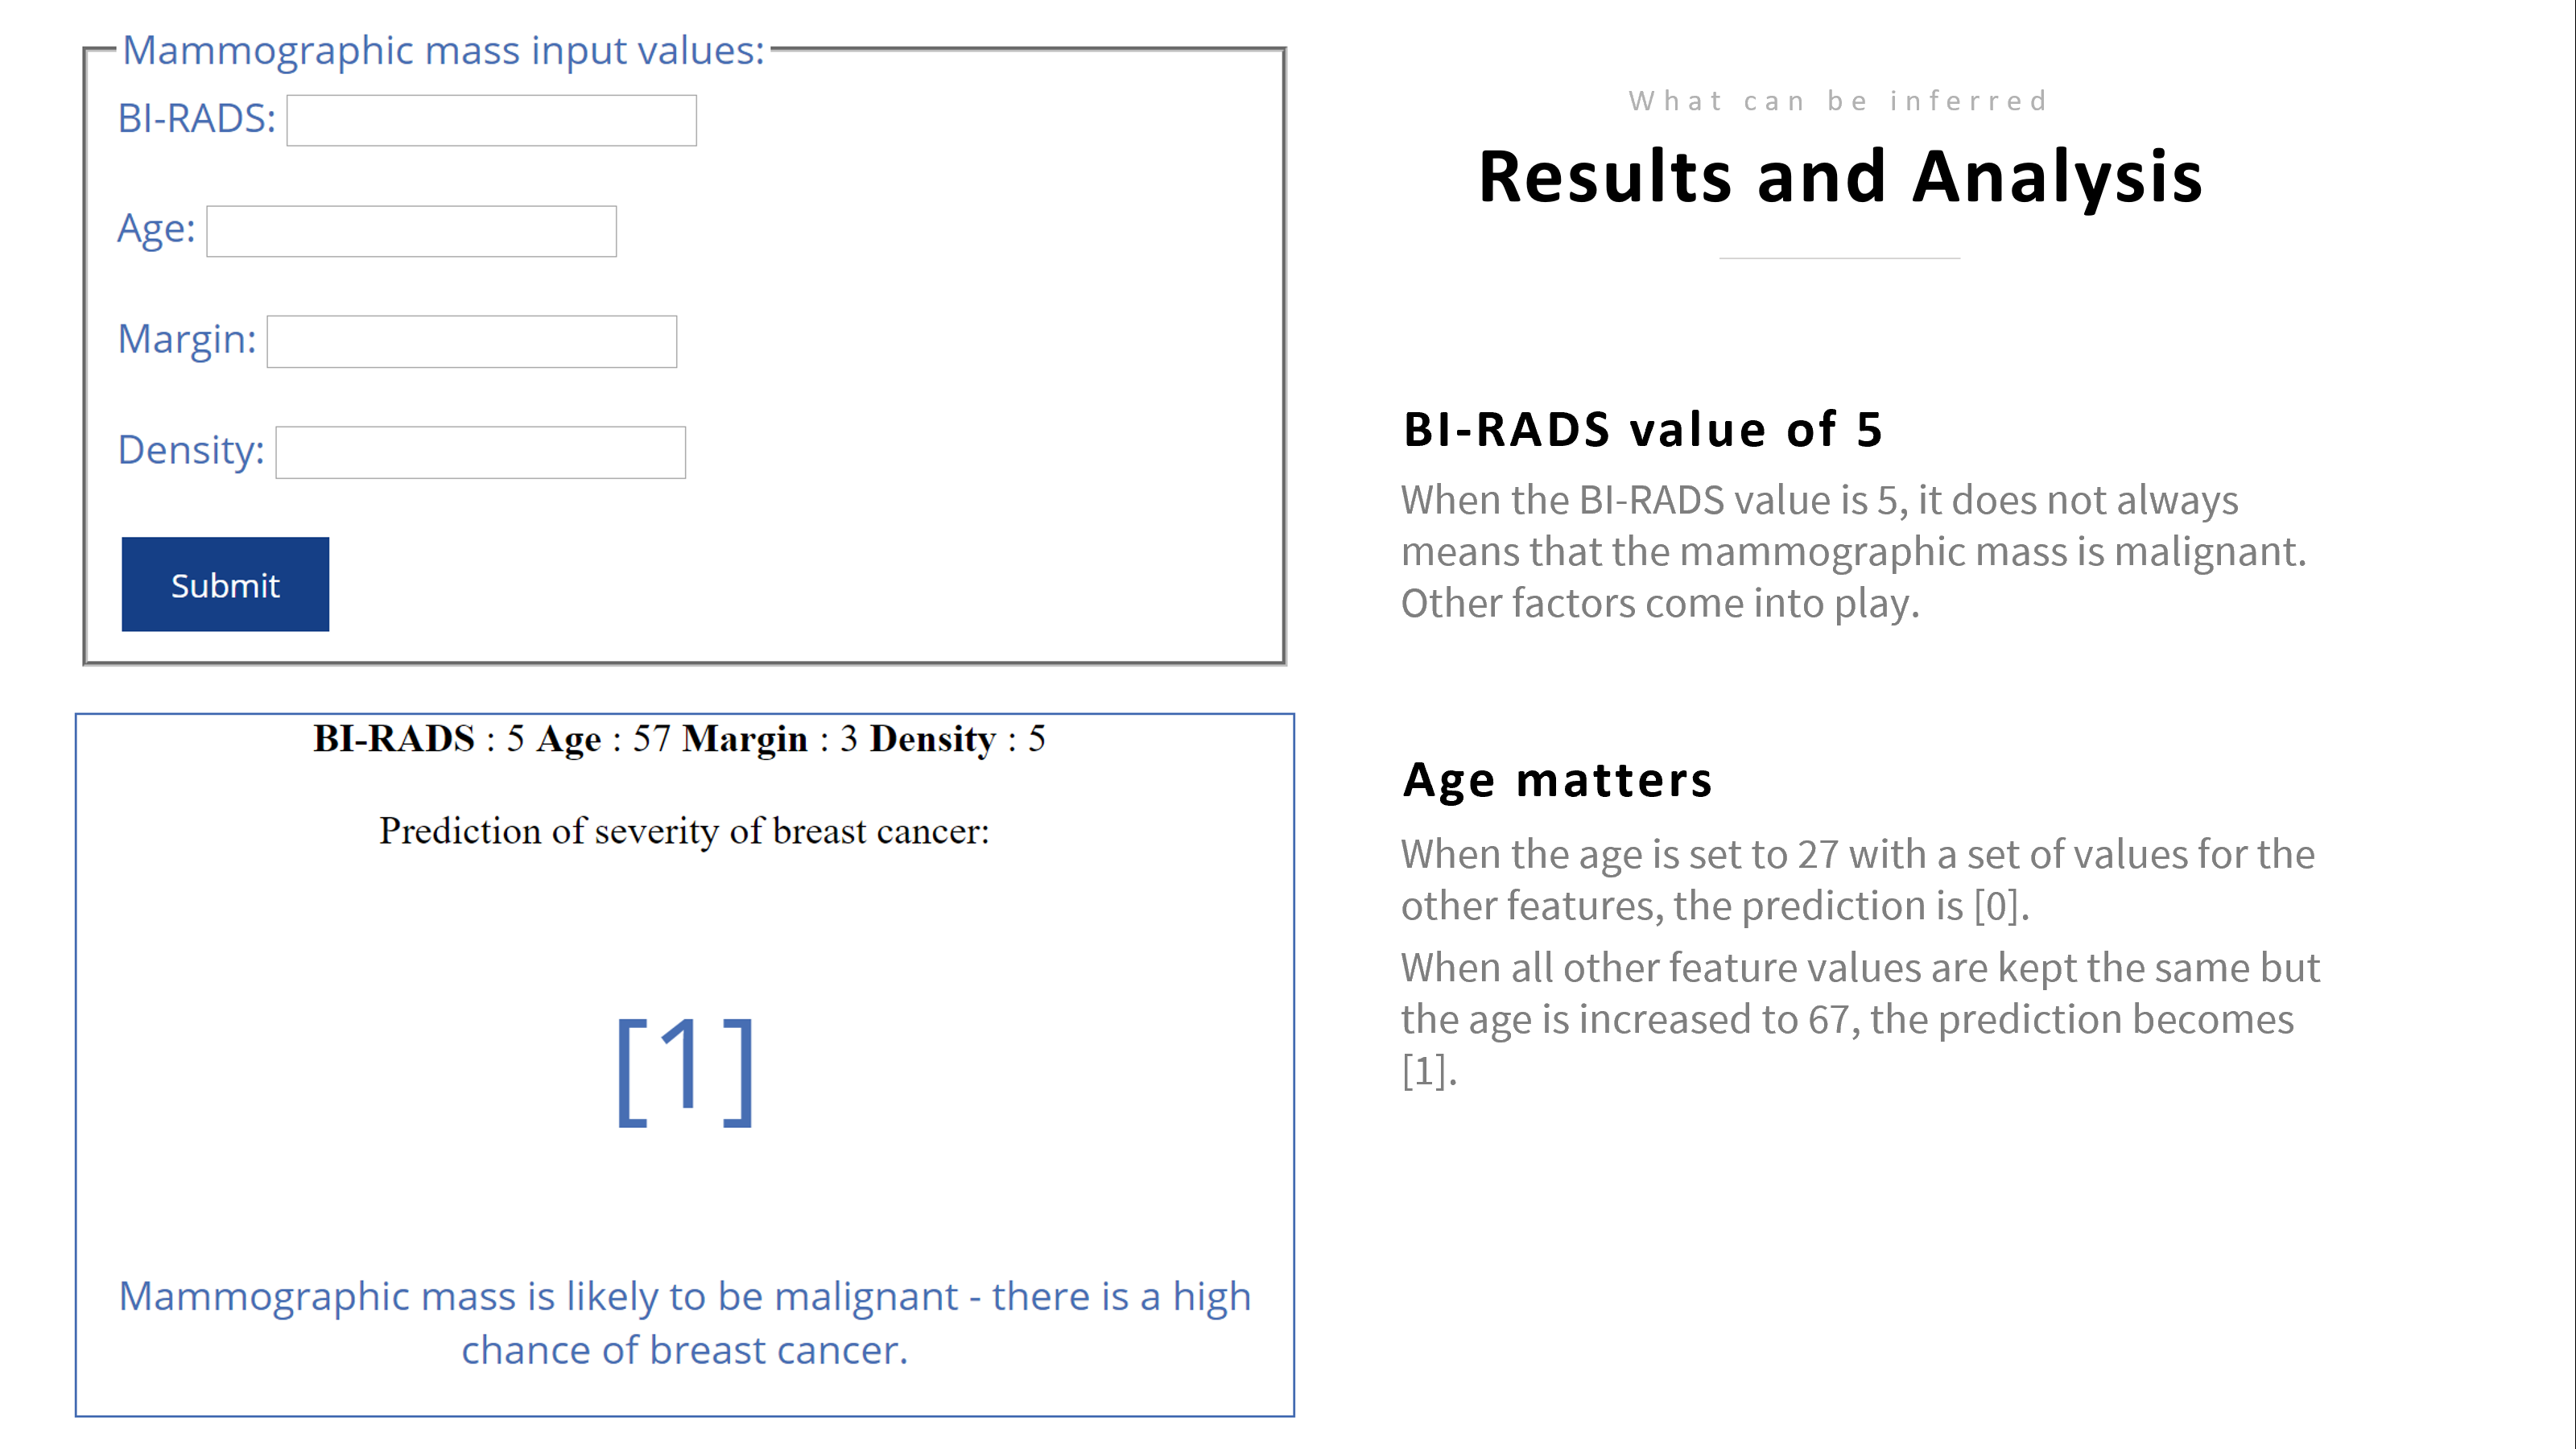 Mammographic mass input values:
BI-RADS:
Age:
Margin:
Density:
Submit
BI-RADS : 5 Age : 57 Margin : 3 Density : 5
Prediction of severity of breast cancer:
[1]
Mammographic mass is likely to be malignant - there is a high
chance of breast cancer.
What can be inferred
Results and Analysis
BI-RADS value of 5
When the BI-RADS value is 5, it does not always
means that the mammographic mass is malignant.
Other factors come into play.
Age matters
When the age is set to 27 with a set of values for the
other features, the prediction is [0].
When all other feature values are kept the same but
the age is increased to 67, the prediction becomes
[1].